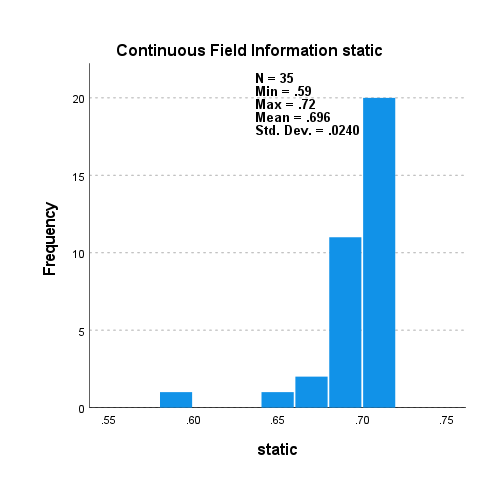 Continuous Field Information static
N = 35
Min = .59
Max = .72
Mean = .696
Std. Dev. = .0240
Frequency
20
15
10
5
0
.55 .60 .65 .70 .75
static